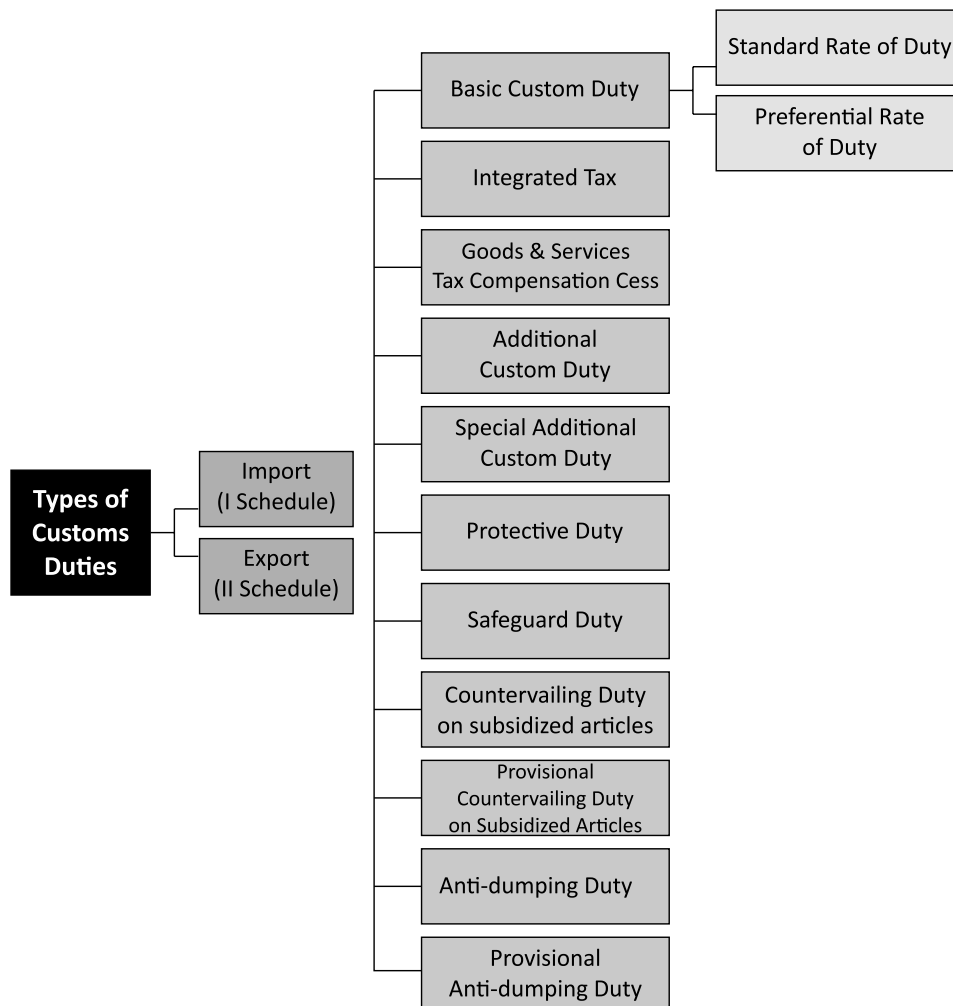 Types of
Customs
Duties
Import
(I Schedule)
Export
(II Schedule)
Basic Custom Duty
Standard Rate of Duty
Preferential Rate
of Duty
Integrated Tax
Goods & Services
Tax Compensation Cess
Additional
Custom Duty
Special Additional
Custom Duty
Protective Duty
Safeguard Duty
Countervailing Duty
on subsidized articles
Provisional
Countervailing Duty
on Subsidized Articles
Anti-dumping Duty
Provisional
Anti-dumping Duty